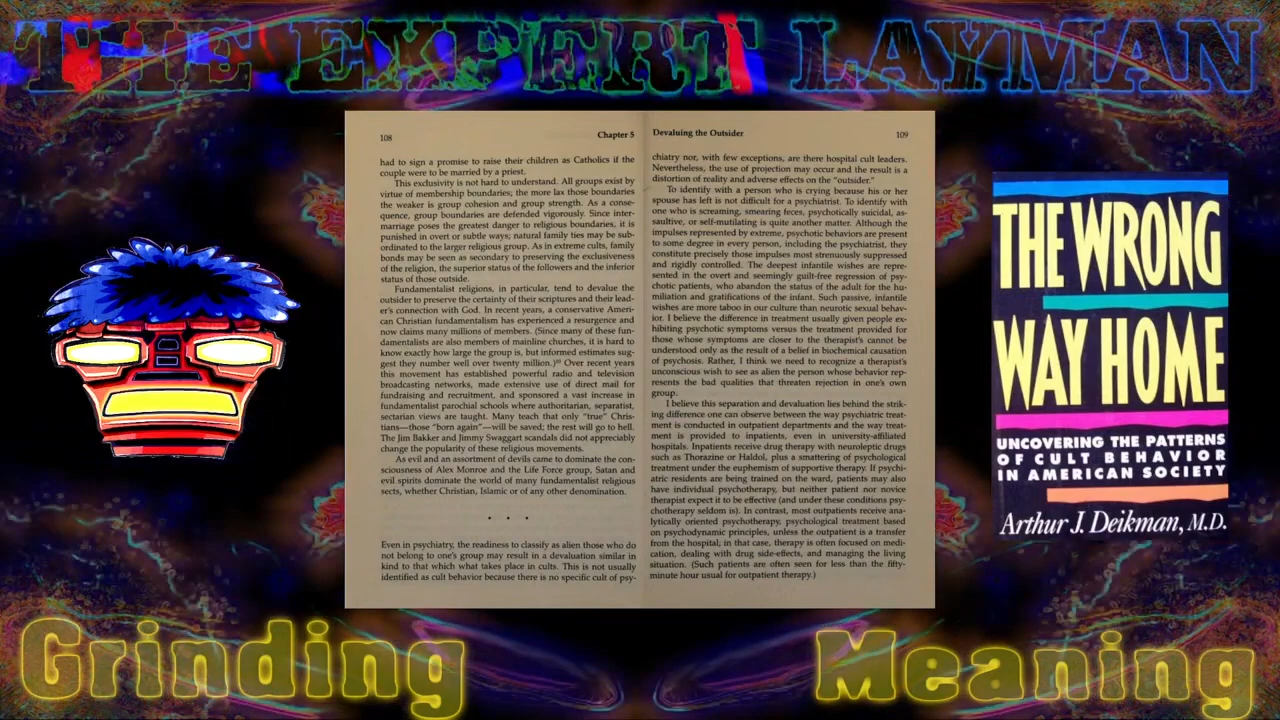 THE EXPERT LAYMAN
108
Chapter 5
had to sign a promise to raise their children as Catholics if the
couple were to be married by a priest.
This exclusivity is not hard to understand. All groups exist by
virtue of membership boundaries; the more lax those boundaries
the weaker is group cohesion and group strength. As a conse-
quence, group boundaries are defended vigorously. Since inter-
marriage poses the greatest danger to religious boundaries, it is
punished in overt or subtle ways; natural family ties may be sub-
ordinated to the larger religious group. As in extreme cults, family
bonds may be seen as secondary to preserving the exclusiveness
of the religion, the superior status of the followers and the inferior
status of those outside.
Fundamentalist religions, in particular, tend to devalue the
outsider to preserve the certainty of their scriptures and their lead-
er's connection with God. In recent years, a conservative Ameri-
can Christian fundamentalism has experienced a resurgence and
now claims many millions of members. (Since many of these fun-
damentalists are also members of mainline churches, it is hard to
know exactly how large the group is, but informed estimates sug-
gest they number well over twenty million.)¹⁰ Over recent years
this movement has established powerful radio and television
broadcasting networks, made extensive use of direct mail for
fundraising and recruitment, and sponsored a vast increase in
fundamentalist parochial schools where authoritarian, separatist,
sectarian views are taught. Many teach that only "true" Chris-
tians—those "born again"—will be saved; the rest will go to hell.
The Jim Bakker and Jimmy Swaggart scandals did not appreciably
change the popularity of these religious movements.
As evil and an assortment of devils came to dominate the con-
sciousness of Alex Monroe and the Life Force group, Satan and
evil spirits dominate the world of many fundamentalist religious
sects, whether Christian, Islamic or of any other denomination.
• • •
Even in psychiatry, the readiness to classify as alien those who do
not belong to one's group may result in a devaluation similar in
kind to that which what takes place in cults. This is not usually
identified as cult behavior because there is no specific cult of psy-
Devaluing the Outsider
109
chiatry nor, with few exceptions, are there hospital cult leaders.
Nevertheless, the use of projection may occur and the result is a
distortion of reality and adverse effects on the "outsider."
To identify with a person who is crying because his or her
spouse has left is not difficult for a psychiatrist. To identify with
one who is screaming, smearing feces, psychotically suicidal, as-
saultive, or self-mutilating is quite another matter. Although the
impulses represented by extreme, psychotic behaviors are present
to some degree in every person, including the psychiatrist, they
constitute precisely those impulses most strenuously suppressed
and rigidly controlled. The deepest infantile wishes are repre-
sented in the overt and seemingly guilt-free regression of psy-
chotic patients, who abandon the status of the adult for the hu-
miliation and gratifications of the infant. Such passive, infantile
wishes are more taboo in our culture than neurotic sexual behav-
ior. I believe the difference in treatment usually given people ex-
hibiting psychotic symptoms versus the treatment provided for
those whose symptoms are closer to the therapist's cannot be
understood only as the result of a belief in biochemical causation
of psychosis. Rather, I think we need to recognize a therapist's
unconscious wish to see as alien the person whose behavior rep-
resents the bad qualities that threaten rejection in one's own
group.
I believe this separation and devaluation lies behind the strik-
ing difference one can observe between the way psychiatric treat-
ment is conducted in outpatient departments and the way treat-
ment is provided to inpatients, even in university-affiliated
hospitals. Inpatients receive drug therapy with neuroleptic drugs
such as Thorazine or Haldol, plus a smattering of psychological
treatment under the euphemism of supportive therapy. If psychi-
atric residents are being trained on the ward, patients may also
have individual psychotherapy, but neither patient nor novice
therapist expect it to be effective (and under these conditions psy-
chotherapy seldom is). In contrast, most outpatients receive ana-
lytically oriented psychotherapy, psychological treatment based
on psychodynamic principles, unless the outpatient is a transfer
from the hospital; in that case, therapy is often focused on medi-
cation, dealing with drug side-effects, and managing the living
situation. (Such patients are often seen for less than the fifty-
minute hour usual for outpatient therapy.)
THE WRONG
WAY HOME
UNCOVERING THE PATTERNS
OF CULT BEHAVIOR
IN AMERICAN SOCIETY
Arthur J. Deikman, M.D.
Grinding
Meaning